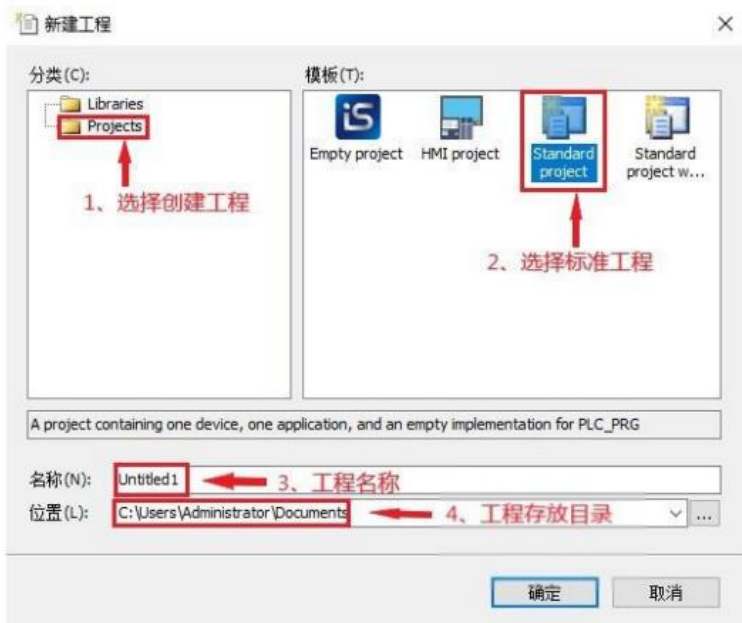 新建工程
分类(C):
模板(T):
Libraries
Projects
Empty project
HMI project
Standard project
Standard project w...
1、选择创建工程
2、选择标准工程
A project containing one device, one application, and an empty implementation for PLC_PRG
名称(N): Untitled1 3、工程名称
位置(L): C:\Users\Administrator\Documents 4、工程存放目录 ...
确定 取消